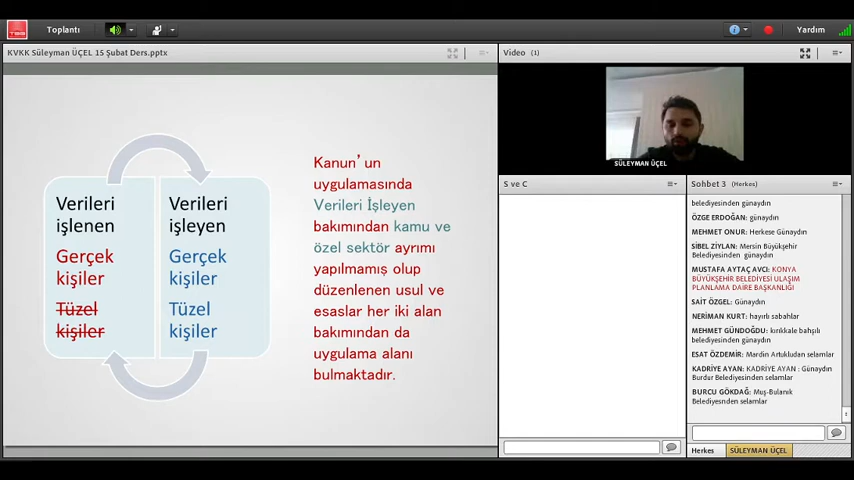 Toplantı
Yardım
KVKK Süleyman ÜÇEL 15 Şubat Ders.pptx
Verileri
işlenen
Gerçek
kişiler
Tüzel
kişiler
Verileri
işleyen
Gerçek
kişiler
Tüzel
kişiler
Kanun'un
uygulamasında
Verileri İşleyen
bakımından kamu ve
özel sektör ayrımı
yapılmamış olup
düzenlenen usul ve
esaslar her iki alan
bakımından da
uygulama alanı
bulmaktadır.
Video (1)
SÜLEYMAN ÜÇEL
S ve C
Sohbet 3 (Herkes)
belediyesinden günaydın
ÖZGE ERDOĞAN: günaydın
MEHMET ONUR: Herkese Günaydın
SİBEL ZİYLAN: Mersin Büyükşehir
Belediyesinden günaydın
MUSTAFA AYTAÇ AVCI: KONYA
BÜYÜKŞEHİR BELEDİYESİ ULAŞIM
PLANLAMA DAİRE BAŞKANLIĞI
SAİT ÖZGEL: Günaydın
NERİMAN KURT: hayırlı sabahlar
MEHMET GÜNDOĞDU: kırıkkale bahşılı
belediyesinden günaydın
ESAT ÖZDEMİR: Mardin Artukludan selamlar
KADRİYE AYAN: KADRİYE AYAN : Günaydın
Burdur Belediyesinden selamlar
BURCU GÖKDAĞ: Muş-Bulanık
Belediyesnden selamlar
Herkes
SÜLEYMAN ÜÇEL